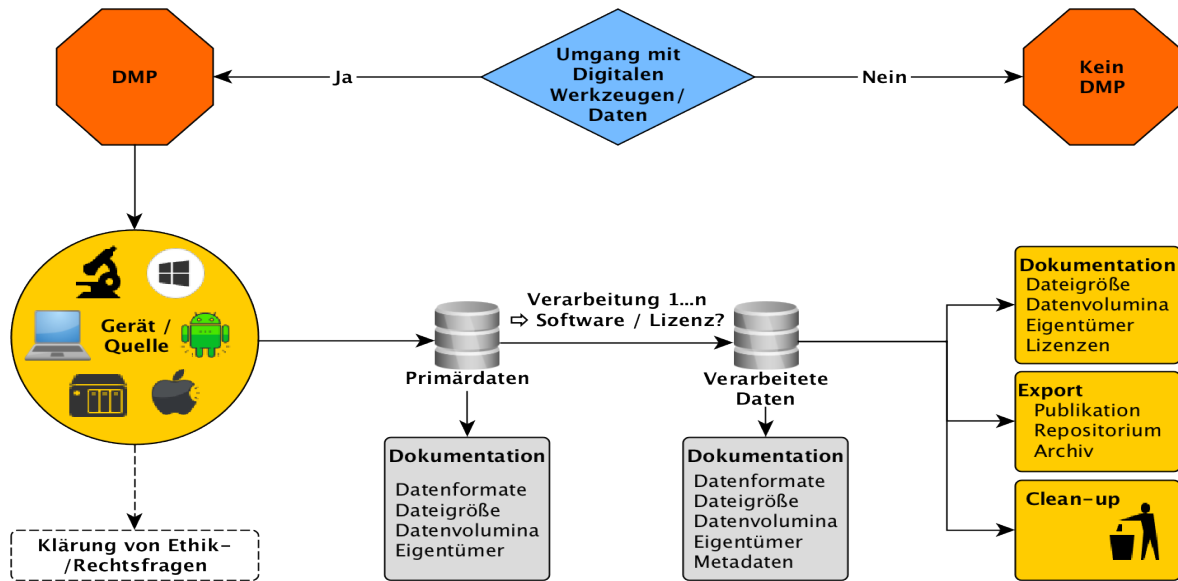 DMP
Ja
Umgang mit
Digitalen
Werkzeugen/
Daten
Nein
Kein
DMP
Gerät /
Quelle
Klärung von Ethik-
/Rechtsfragen
Primärdaten
Verarbeitung 1...n
⇨ Software / Lizenz?
Verarbeitete
Daten
Dokumentation
Datenformate
Dateigröße
Datenvolumina
Eigentümer
Dokumentation
Datenformate
Dateigröße
Datenvolumina
Eigentümer
Metadaten
Dokumentation
Dateigröße
Datenvolumina
Eigentümer
Lizenzen
Export
Publikation
Repositorium
Archiv
Clean-up